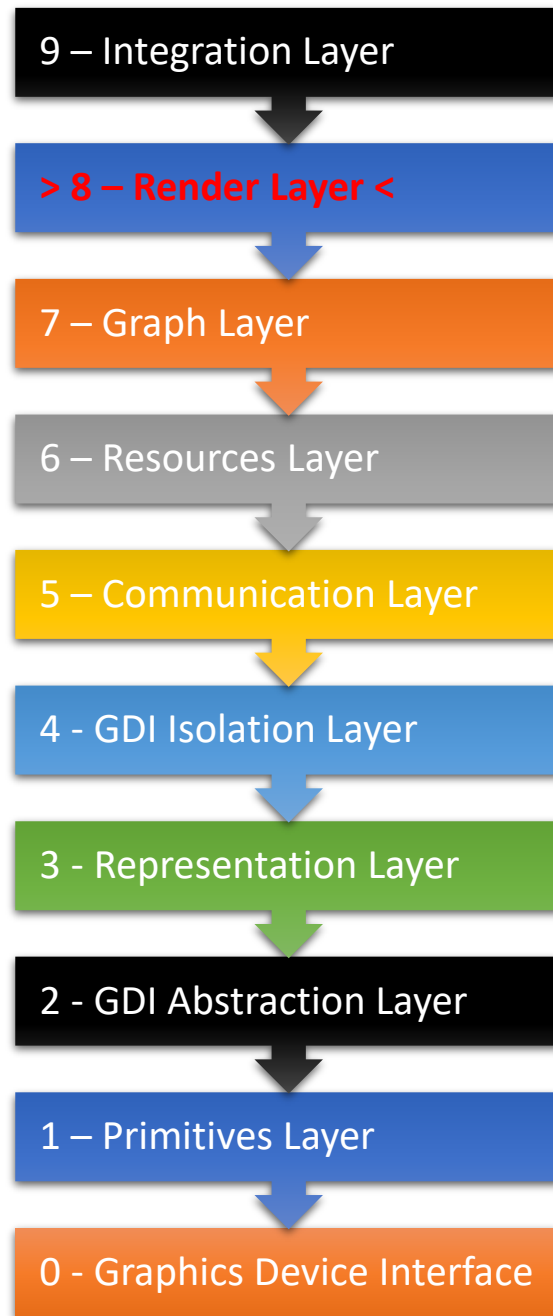 9 – Integration Layer
> 8 – Render Layer <
7 – Graph Layer
6 – Resources Layer
5 – Communication Layer
4 - GDI Isolation Layer
3 - Representation Layer
2 - GDI Abstraction Layer
1 – Primitives Layer
0 - Graphics Device Interface